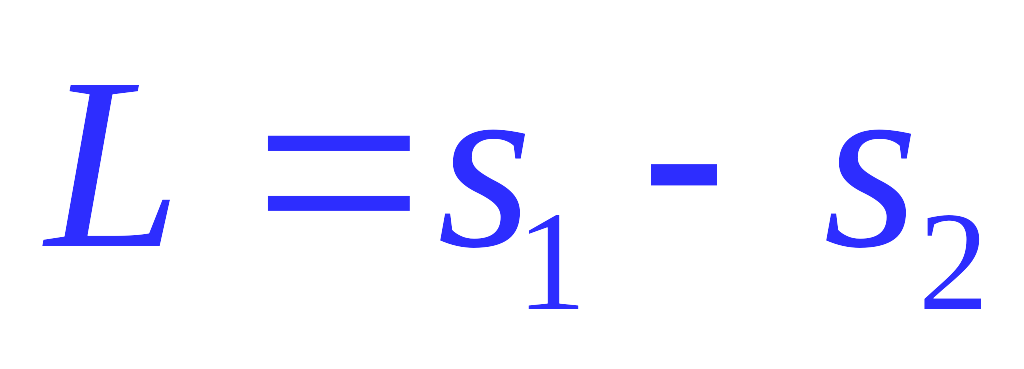 L = s₁ - s₂